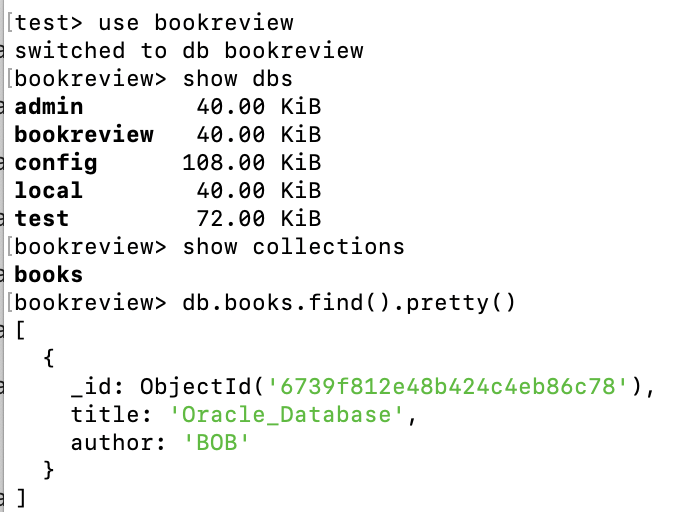 [test> use bookreview
switched to db bookreview
[bookreview> show dbs
admin         40.00 KiB
bookreview    40.00 KiB
config       108.00 KiB
local         40.00 KiB
test          72.00 KiB
[bookreview> show collections
books
[bookreview> db.books.find().pretty()
[
  {
    _id: ObjectId('6739f812e48b424c4eb86c78'),
    title: 'Oracle_Database',
    author: 'BOB'
  }
]